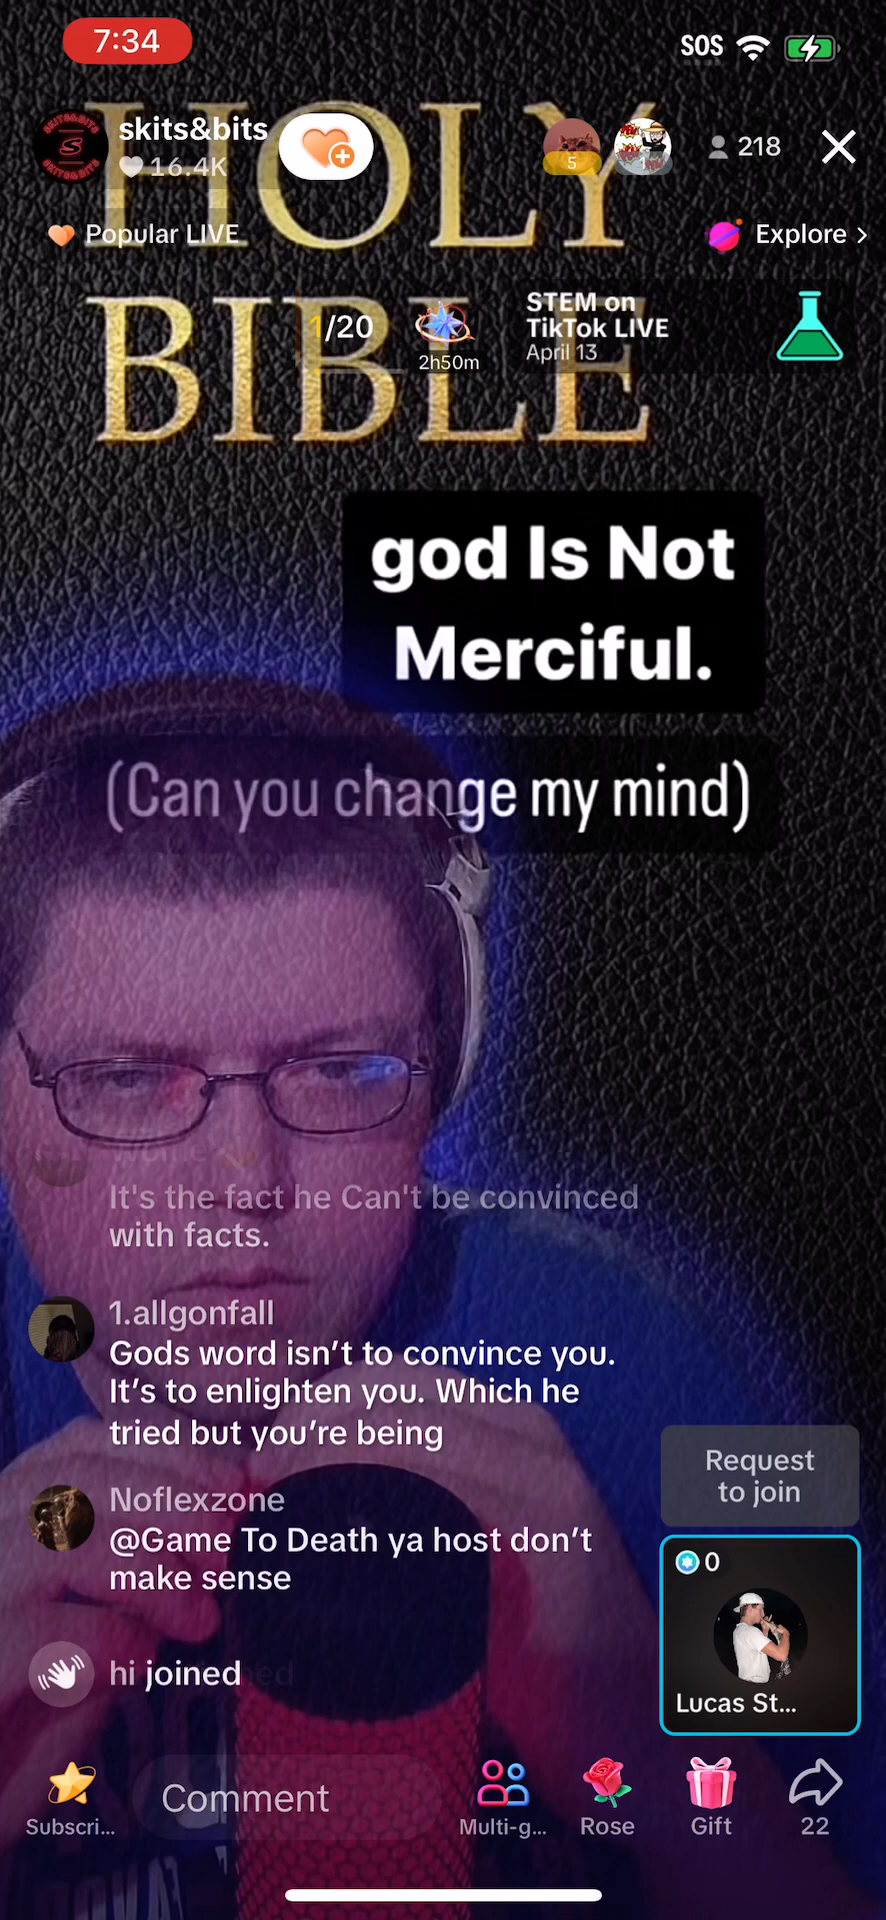 7:34
SOS
HOLY
BIBLE
skits&bits
16.4K
5
218
Popular LIVE
Explore >
1/20
2h50m
STEM on
TikTok LIVE
April 13
god Is Not
Merciful.
(Can you change my mind)
It's the fact he Can't be convinced
with facts.
1.allgonfall
Gods word isn't to convince you.
It's to enlighten you. Which he
tried but you're being
Noflexzone
@Game To Death ya host don't
make sense
hi joined
Request
to join
0
Lucas St...
Subscri...
Comment
Multi-g...
Rose
Gift
22